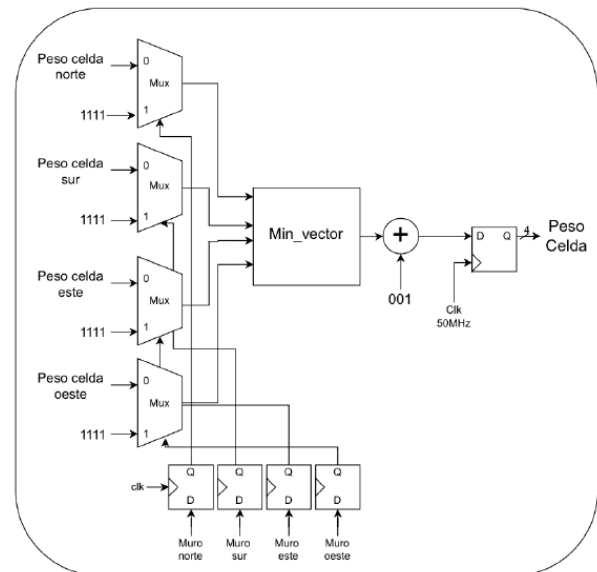 Peso celda
norte
0
Mux
1111
1
Peso celda
sur
0
Mux
1111
1
Min_vector
+
D Q
4
Peso
Celda
001
Clk
50MHz
Peso celda
este
0
Mux
1111
1
Peso celda
oeste
0
Mux
1111
1
clk
Q
D
Q
D
Q
D
Q
D
Muro
norte
Muro
sur
Muro
este
Muro
oeste